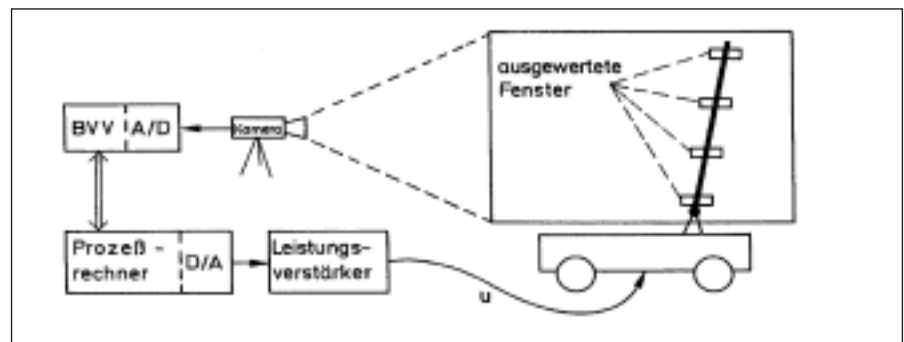 ausgewertete
Fenster
BVV A/D
Kamera
Prozeß-
rechner
D/A
Leistungs-
verstärker
u